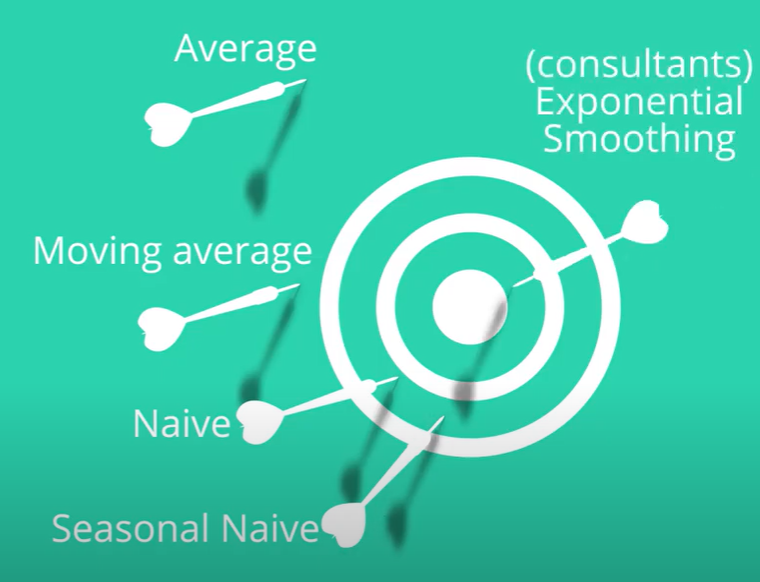 Average
(consultants)
Exponential
Smoothing
Moving average
Naive
Seasonal Naive